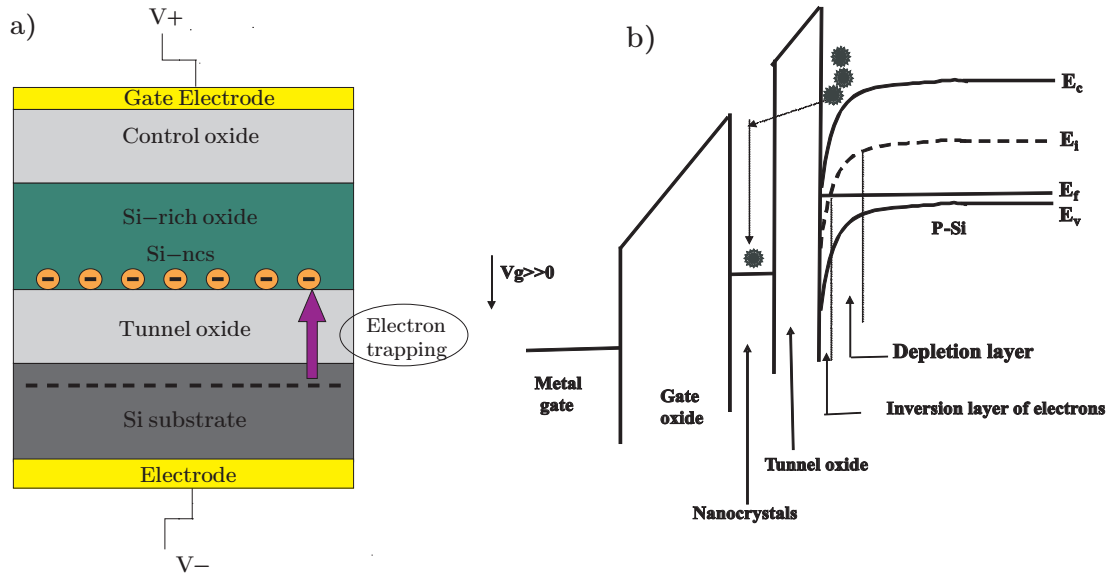 a)
V+
Gate Electrode
Control oxide
Si−rich oxide
Si−ncs
Tunnel oxide
Electron
trapping
Si substrate
Electrode
V−
b)
Ec
Ei
Ef
Ev
P-Si
Vg>>0
Depletion layer
Metal
gate
Gate
oxide
Inversion layer of electrons
Tunnel oxide
Nanocrystals